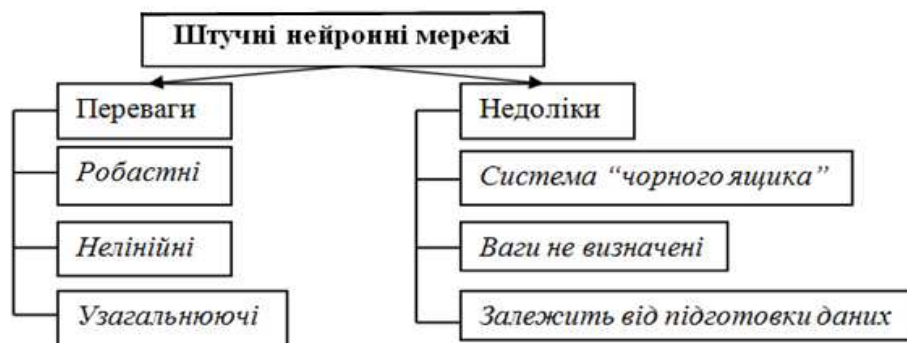 Штучні нейронні мережі
Переваги
Робастні
Нелінійні
Узагальнюючі
Недоліки
Система “чорного ящика”
Ваги не визначені
Залежить від підготовки даних